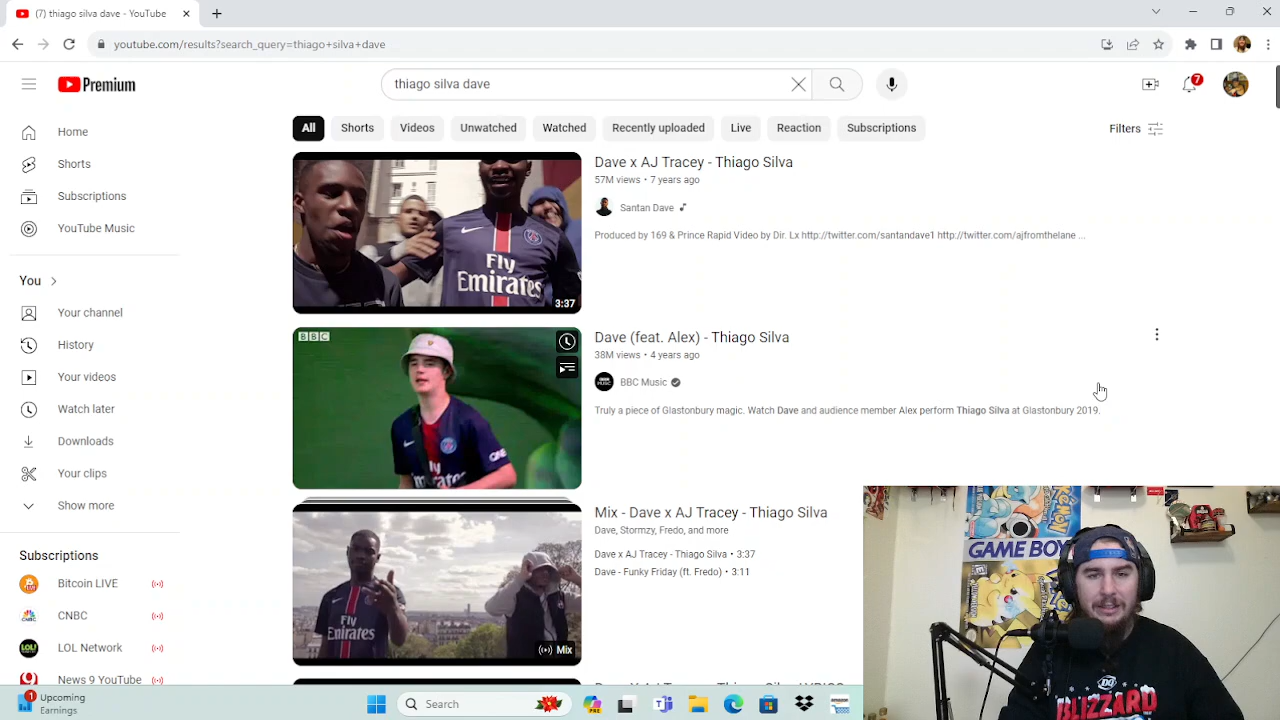 (7) thiago silva dave - YouTube
youtube.com/results?search_query=thiago+silva+dave
Premium
thiago silva dave
7
All
Shorts
Videos
Unwatched
Watched
Recently uploaded
Live
Reaction
Subscriptions
Filters
Home
Shorts
Subscriptions
YouTube Music
You
Your channel
History
Your videos
Watch later
Downloads
Your clips
Show more
Subscriptions
Bitcoin LIVE
CNBC
LOL Network
News 9 YouTube
Fly
Emirates
3:37
Dave x AJ Tracey - Thiago Silva
57M views • 7 years ago
Santan Dave
Produced by 169 & Prince Rapid Video by Dir. Lx http://twitter.com/santandave1 http://twitter.com/ajfromthelane ...
BBC
Dave (feat. Alex) - Thiago Silva
38M views • 4 years ago
BBC Music
Truly a piece of Glastonbury magic. Watch Dave and audience member Alex perform Thiago Silva at Glastonbury 2019.
Fly
Emirates
Mix
Mix - Dave x AJ Tracey - Thiago Silva
Dave, Stormzy, Fredo, and more
Dave x AJ Tracey - Thiago Silva • 3:37
Dave - Funky Friday (ft. Fredo) • 3:11
GAME BOY
DQ
BLIZZARD
1
Upcoming
Earnings
Search
PRE